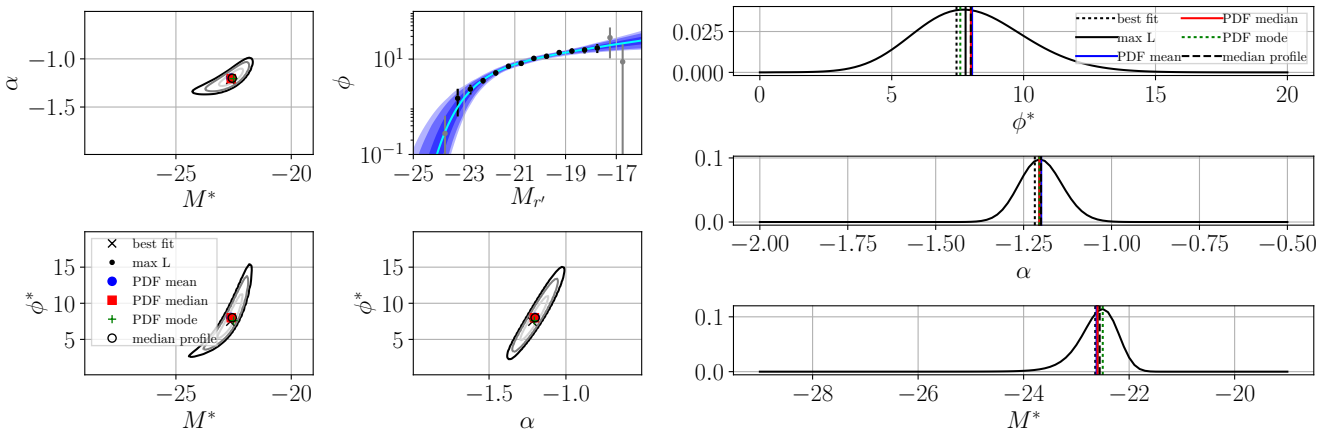 −1.0
−1.5
α
−25
−20
M*
10¹
10⁻¹
ϕ
−25
−23
−21
−19
−17
M_r′
15
10
5
ϕ*
best fit
max L
PDF mean
PDF median
PDF mode
median profile
−25
−20
M*
15
10
5
ϕ*
−1.5
−1.0
α
0.025
0.000
best fit
max L
PDF mean
PDF median
PDF mode
median profile
0
5
10
15
20
ϕ*
0.1
0.0
−2.00
−1.75
−1.50
−1.25
−1.00
−0.75
−0.50
α
0.1
0.0
−28
−26
−24
−22
−20
M*